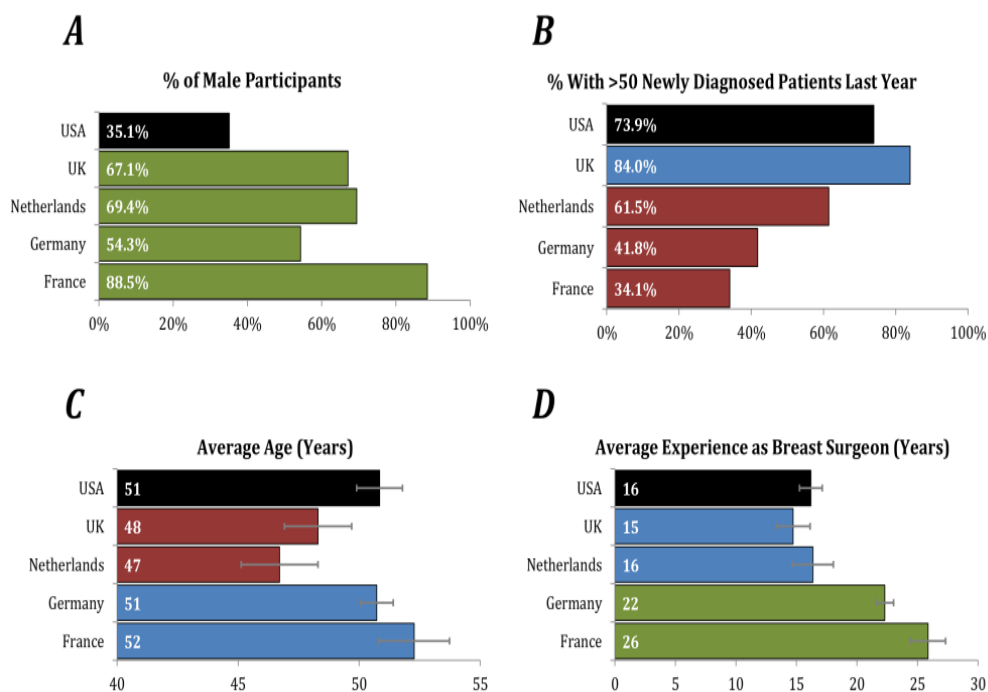 A
% of Male Participants
USA 35.1%
UK 67.1%
Netherlands 69.4%
Germany 54.3%
France 88.5%
0% 20% 40% 60% 80% 100%
B
% With >50 Newly Diagnosed Patients Last Year
USA 73.9%
UK 84.0%
Netherlands 61.5%
Germany 41.8%
France 34.1%
0% 20% 40% 60% 80% 100%
C
Average Age (Years)
USA 51
UK 48
Netherlands 47
Germany 51
France 52
40 45 50 55
D
Average Experience as Breast Surgeon (Years)
USA 16
UK 15
Netherlands 16
Germany 22
France 26
0 5 10 15 20 25 30